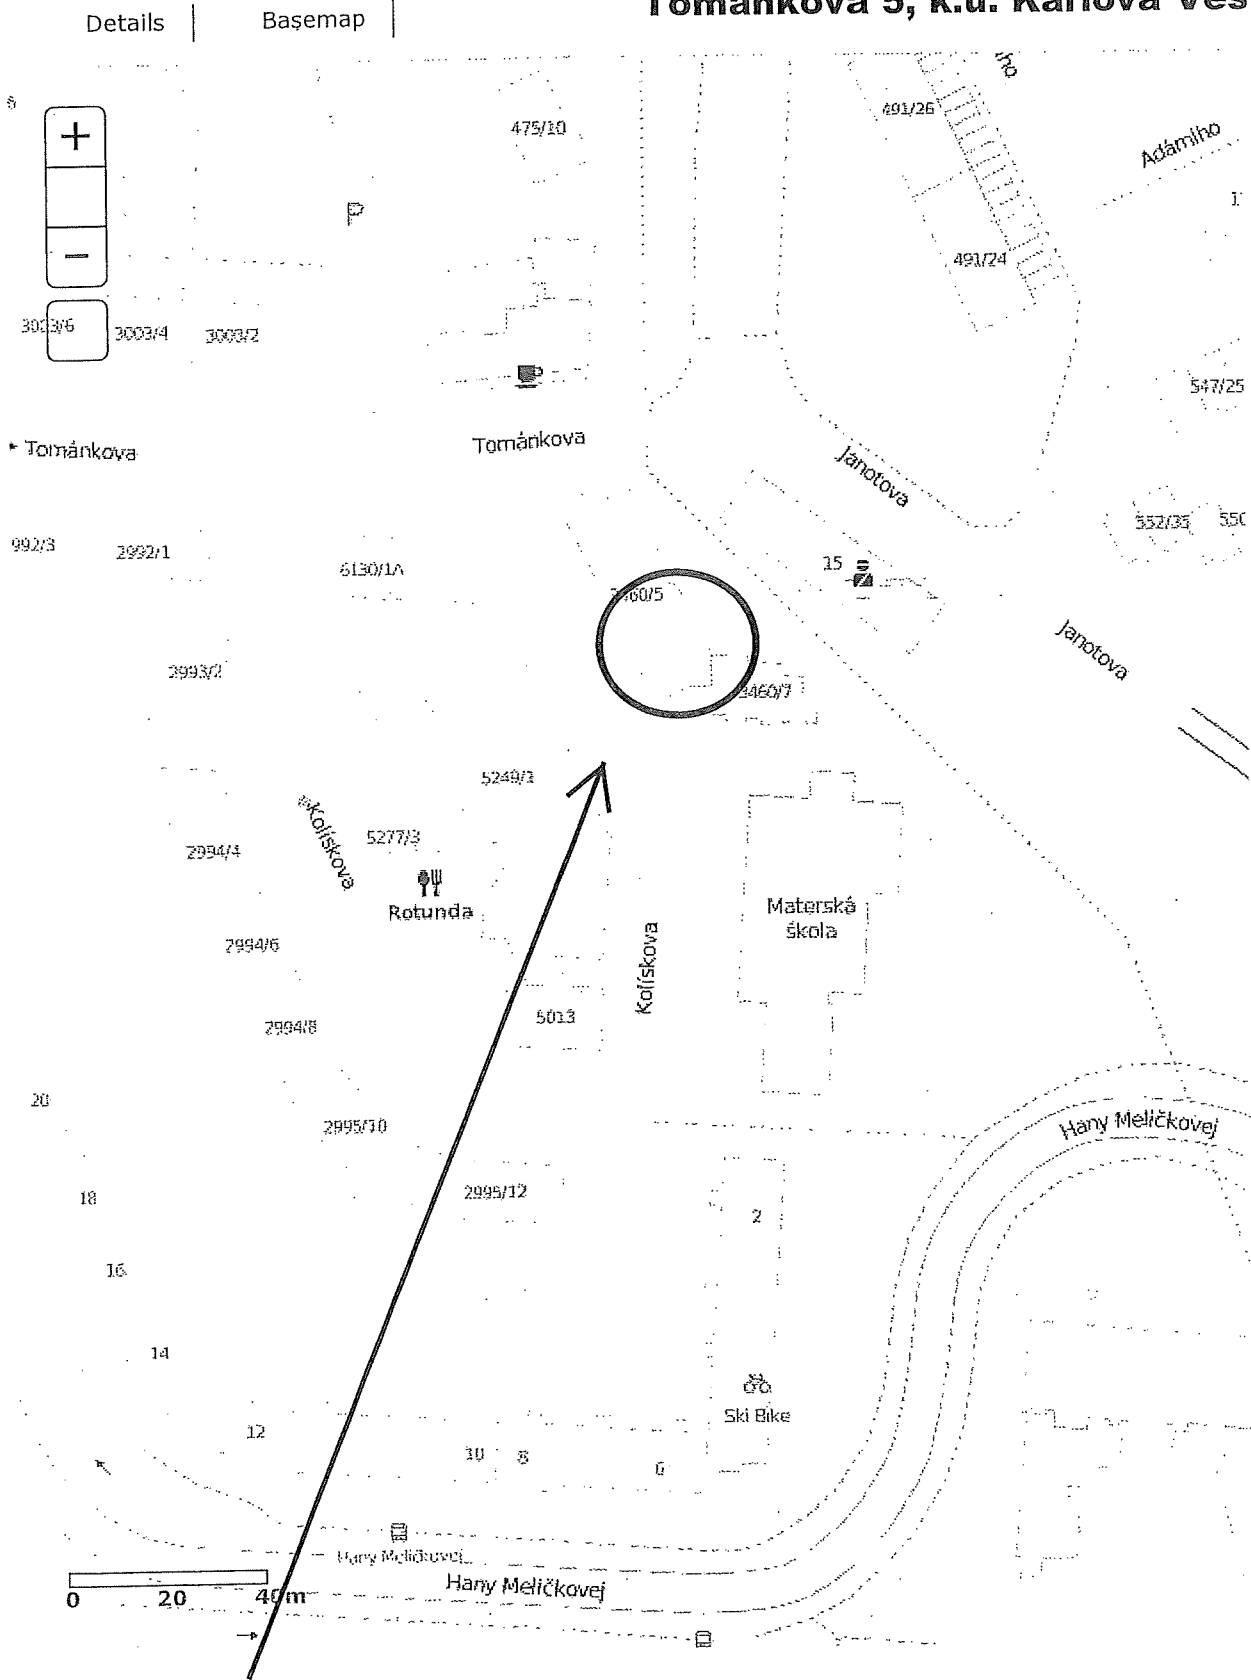 Tománkova 5, k.ú. Karlova Ves
Details
Basemap
491/26
475/10
Adámiho
+
−
491/24
3003/4
3003/2
547/25
Tománkova
Tománkova
Janotova
992/3
2992/1
552/35
6130/1A
15
3460/5
Janotova
2993/2
3460/7
5249/1
Kolískova
5277/3
2994/4
Rotunda
Materská
škola
2994/6
Kolískova
5013
2994/8
20
2995/10
Hany Meličkovej
18
2995/12
2
16
14
Ski Bike
12
10
8
6
Hany Meličkovej
Hany Meličkovej
0
20
40m